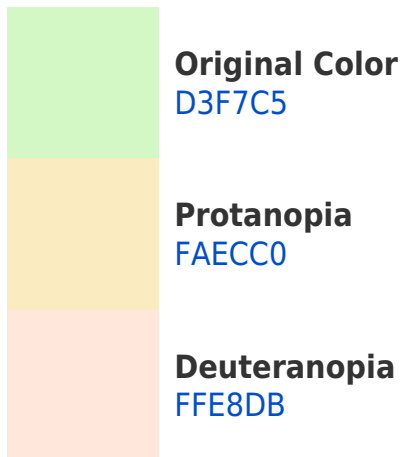 Original Color
D3F7C5
Protanopia
FAECC0
Deuteranopia
FFE8DB